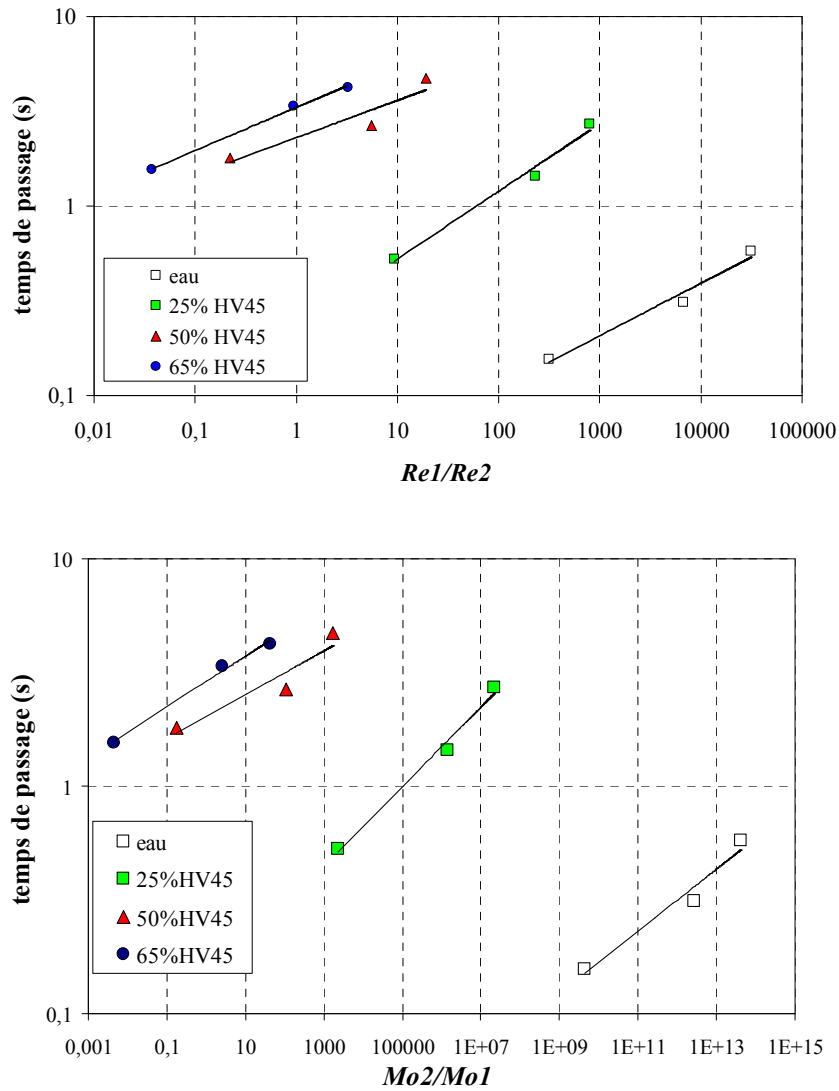 10
1
0,1
temps de passage (s)
eau
25% HV45
50% HV45
65% HV45
0,01 0,1 1 10 100 1000 10000 100000
Re1/Re2
10
1
0,1
temps de passage (s)
eau
25%HV45
50%HV45
65%HV45
0,001 0,1 10 1000 100000 1E+07 1E+09 1E+11 1E+13 1E+15
Mo2/Mo1